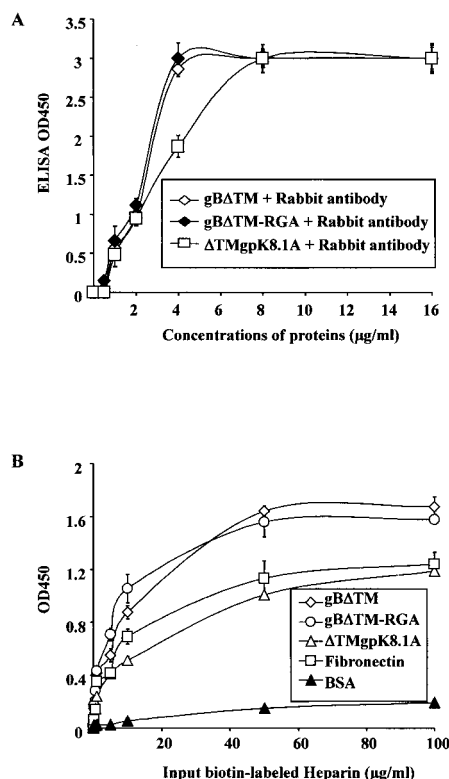 A
3.5
3
2.5
2
1.5
1
0.5
0
ELISA OD450
gBΔTM + Rabbit antibody
gBΔTM-RGA + Rabbit antibody
ΔTMgpK8.1A + Rabbit antibody
2 4 6 8 10 12 14 16
Concentrations of proteins (µg/ml)
B
2
1.6
1.2
0.8
0.4
0
OD450
gBΔTM
gBΔTM-RGA
ΔTMgpK8.1A
Fibronectin
BSA
0 20 40 60 80 100
Input biotin-labeled Heparin (µg/ml)